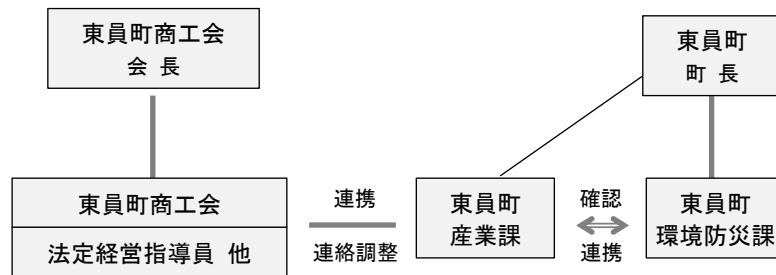 東員町商工会
会 長
東員町
町 長
東員町商工会
法定経営指導員 他
連携
連絡調整
東員町
産業課
確認
連携
東員町
環境防災課